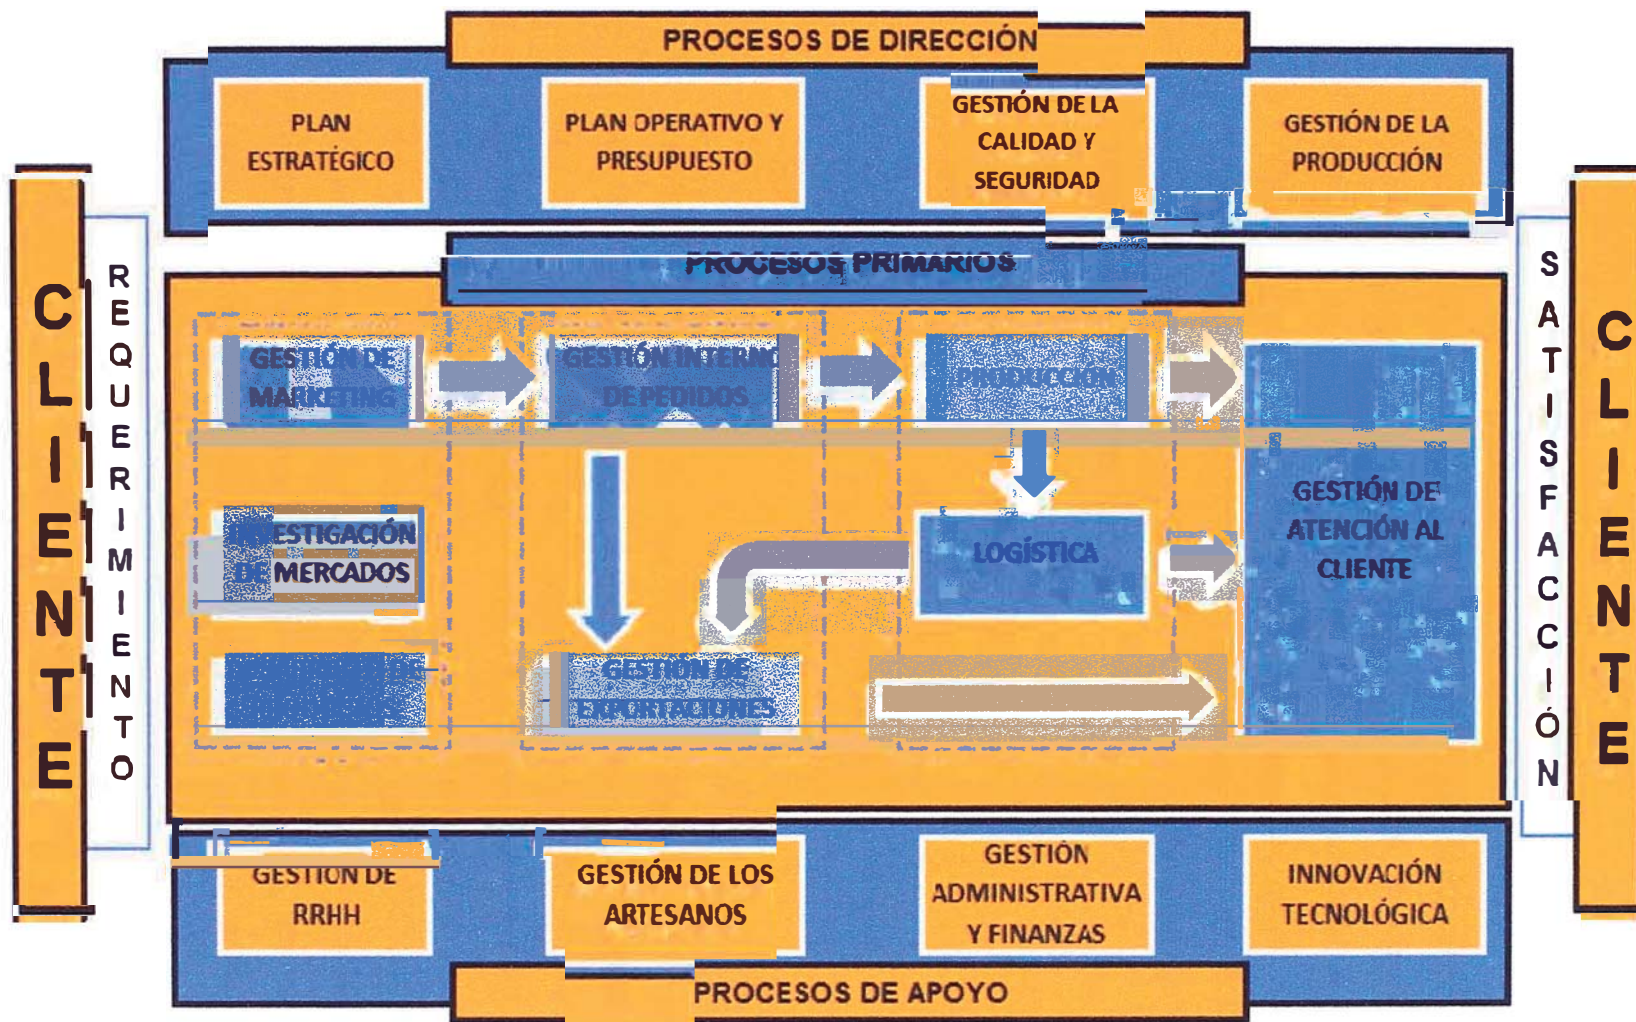 PROCESOS DE DIRECCIÓN
PLAN
ESTRATÉGICO
PLAN OPERATIVO Y
PRESUPUESTO
GESTIÓN DE LA
CALIDAD Y
SEGURIDAD
GESTIÓN DE LA
PRODUCCIÓN
CLIENTE
REQUERIMIENTO
PROCESOS PRIMARIOS
GESTIÓN DE
MARKETING
GESTIÓN INTERNA
DE PEDIDOS
PRODUCCIÓN
INVESTIGACIÓN
DE MERCADOS
LOGÍSTICA
GESTIÓN DE
ATENCIÓN AL
CLIENTE
GESTIÓN DE
EXPORTACIONES
SATISFACCIÓN
CLIENTE
GESTIÓN DE
RRHH
GESTIÓN DE LOS
ARTESANOS
GESTIÓN
ADMINISTRATIVA
Y FINANZAS
INNOVACIÓN
TECNOLÓGICA
PROCESOS DE APOYO